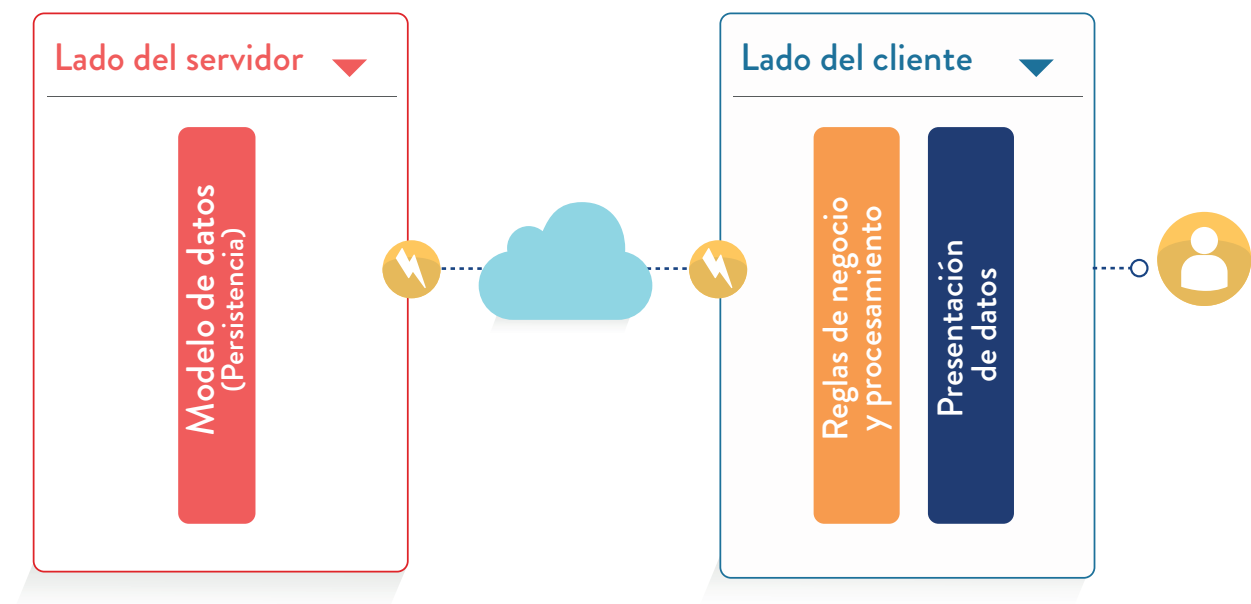 Lado del servidor
Modelo de datos
(Persistencia)
Lado del cliente
Reglas de negocio
y procesamiento
Presentación
de datos